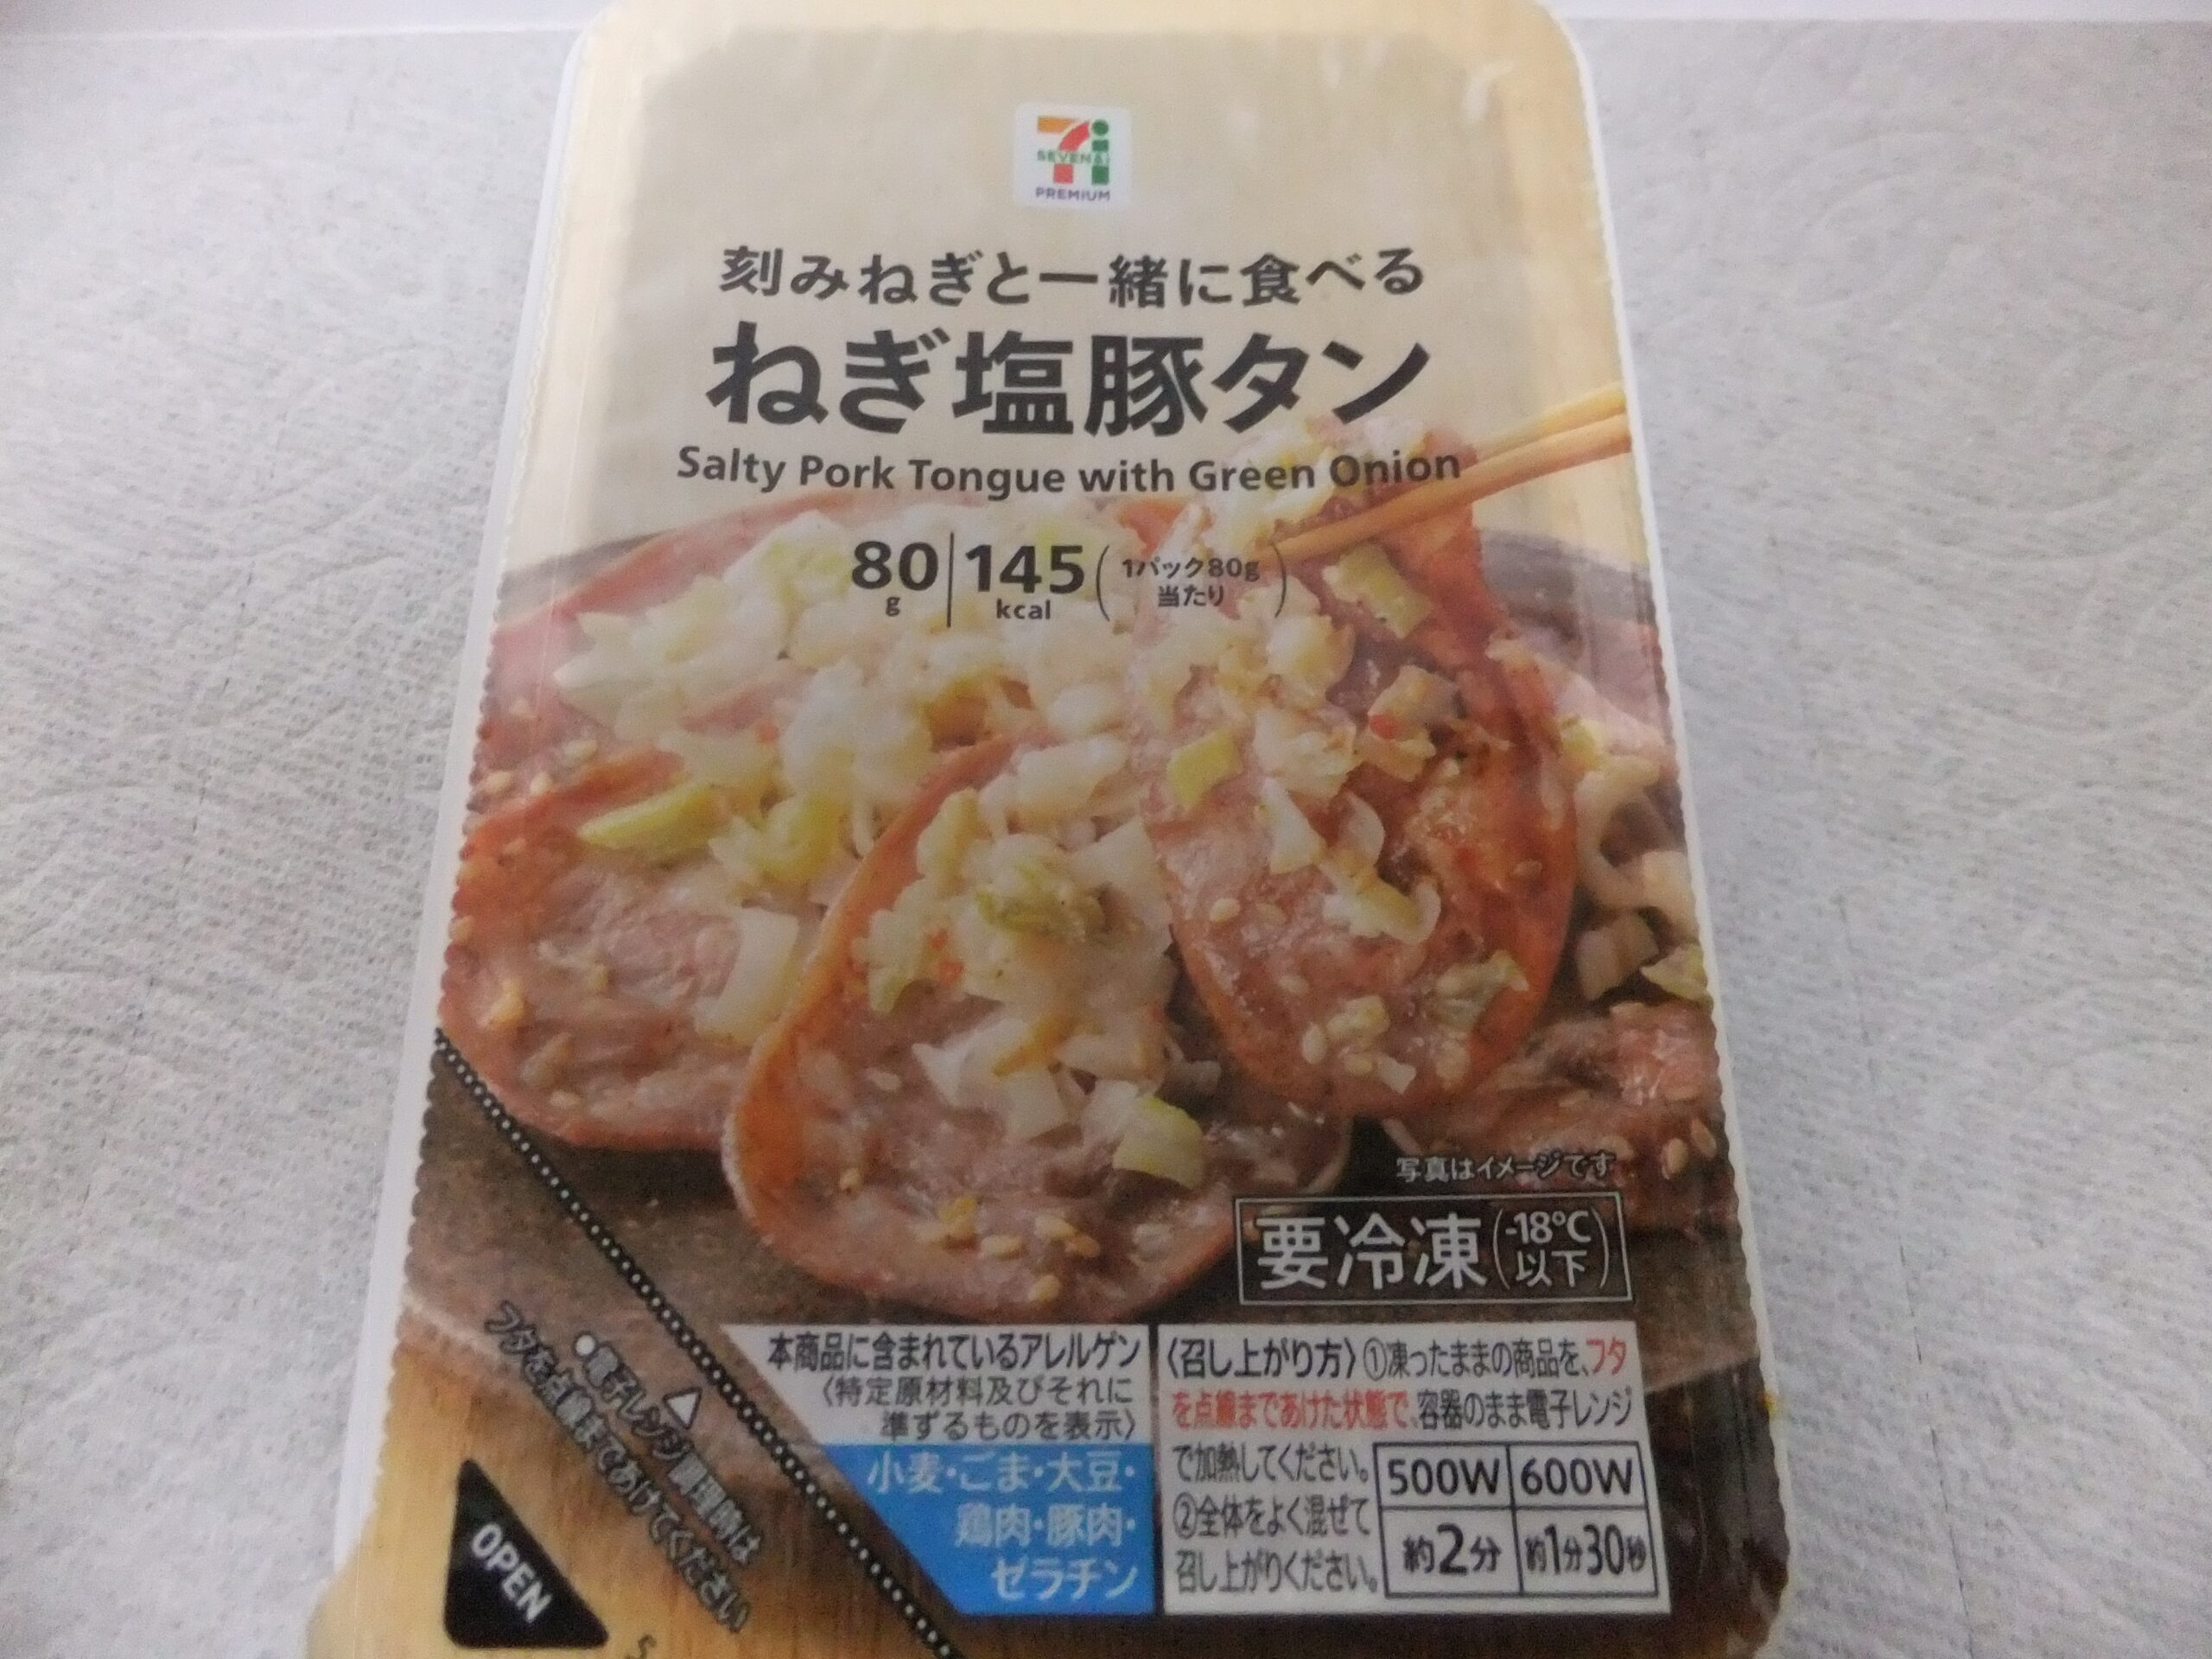 SEVEN&i
PREMIUM
刻みねぎと一緒に食べる
ねぎ塩豚タン
Salty Pork Tongue with Green Onion
80g 145kcal (1パック80g当たり)
写真はイメージです
要冷凍(-18℃以下)
●電子レンジ調理時は
フタを点線まであけてください
OPEN
本商品に含まれているアレルゲン
〈特定原材料及びそれに
準ずるものを表示〉
小麦・ごま・大豆・
鶏肉・豚肉・
ゼラチン
〈召し上がり方〉①凍ったままの商品を、フタ
を点線まであけた状態で、容器のまま電子レンジ
で加熱してください。
②全体をよく混ぜて
召し上がりください。
500W 600W
約2分 約1分30秒